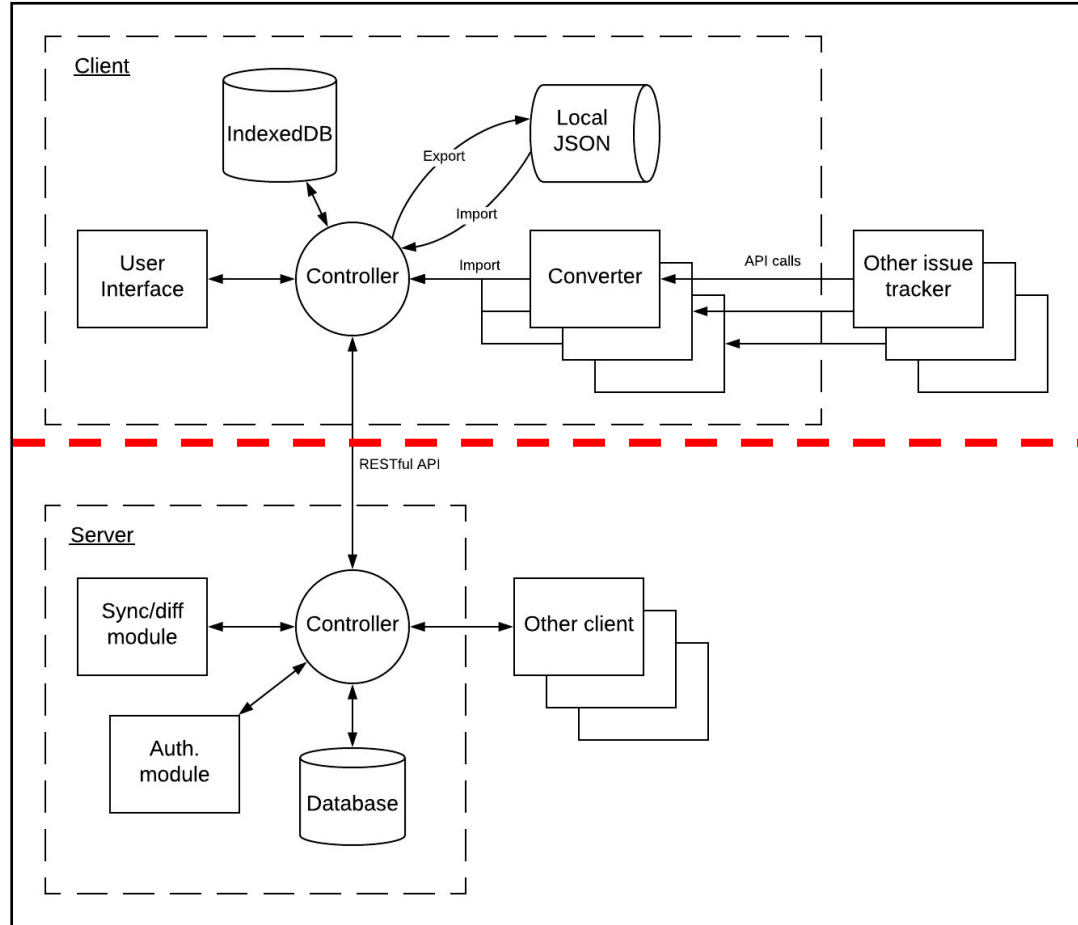 Client
IndexedDB
Local
JSON
Export
Import
User
Interface
Controller
Import
Converter
API calls
Other issue
tracker
RESTful API
Server
Sync/diff
module
Controller
Other client
Auth.
module
Database